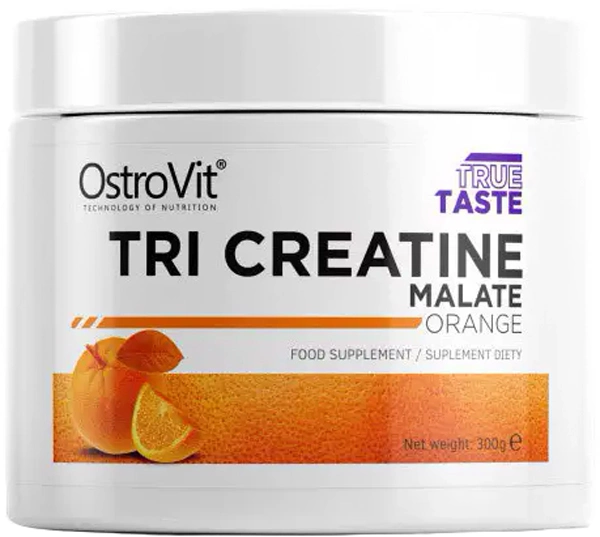 OstroVit®
TECHNOLOGY OF NUTRITION
TRUE
TASTE
TRI CREATINE
MALATE
ORANGE
FOOD SUPPLEMENT / SUPLEMENT DIETY
Net weight: 300g ℮